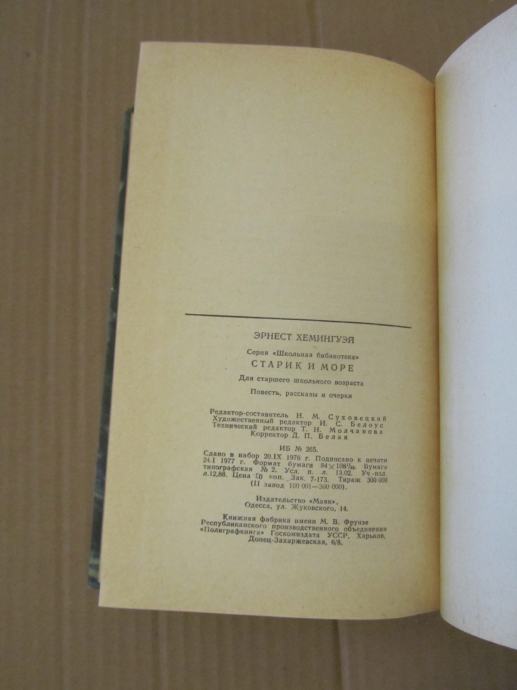 ЭРНЕСТ ХЕМИНГУЭЙ
Серия «Школьная библиотека»
СТАРИК И МОРЕ
Для старшего школьного возраста
Повесть, рассказы и очерки
Редактор-составитель Н. М. Суховецкий
Художественный редактор И. С. Белоус
Технический редактор Т. Н. Молчанова
Корректор Д. П. Белая
ИБ № 265.
Сдано в набор 20.IX 1976 г. Подписано к печати
24.I 1977 г. Формат бумаги 84×108¹/₃₂. Бумага
типографская № 2. Усл. п. л. 13,02. Уч.-изд.
л. 12,88. Цена коп. Зак. 7-173. Тираж 300 000
(II завод 100 001—300 000).
Издательство «Маяк»,
Одесса, ул. Жуковского, 14.
Книжная фабрика имени М. В. Фрунзе
Республиканского производственного объединения
«Полиграфкнига» Госкомиздата УССР, Харьков,
Донец-Захаржевская, 6/8.